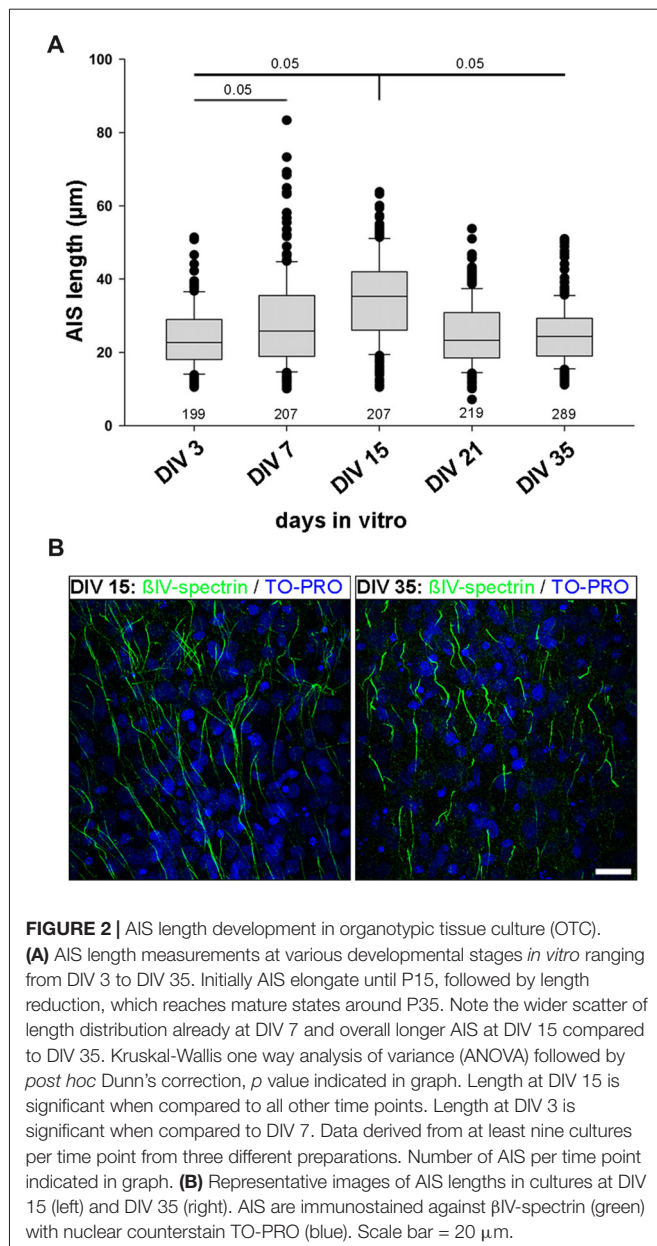 A
100
80
60
40
20
0
AIS length (µm)
0.05
0.05
0.05
199
207
207
219
289
DIV 3
DIV 7
DIV 15
DIV 21
DIV 35
days in vitro
B
DIV 15: ßIV-spectrin / TO-PRO
DIV 35: ßIV-spectrin / TO-PRO
FIGURE 2 | AIS length development in organotypic tissue culture (OTC).
(A) AIS length measurements at various developmental stages in vitro ranging
from DIV 3 to DIV 35. Initially AIS elongate until P15, followed by length
reduction, which reaches mature states around P35. Note the wider scatter of
length distribution already at DIV 7 and overall longer AIS at DIV 15 compared
to DIV 35. Kruskal-Wallis one way analysis of variance (ANOVA) followed by
post hoc Dunn's correction, p value indicated in graph. Length at DIV 15 is
significant when compared to all other time points. Length at DIV 3 is
significant when compared to DIV 7. Data derived from at least nine cultures
per time point from three different preparations. Number of AIS per time point
indicated in graph. (B) Representative images of AIS lengths in cultures at DIV
15 (left) and DIV 35 (right). AIS are immunostained against βIV-spectrin (green)
with nuclear counterstain TO-PRO (blue). Scale bar = 20 μm.